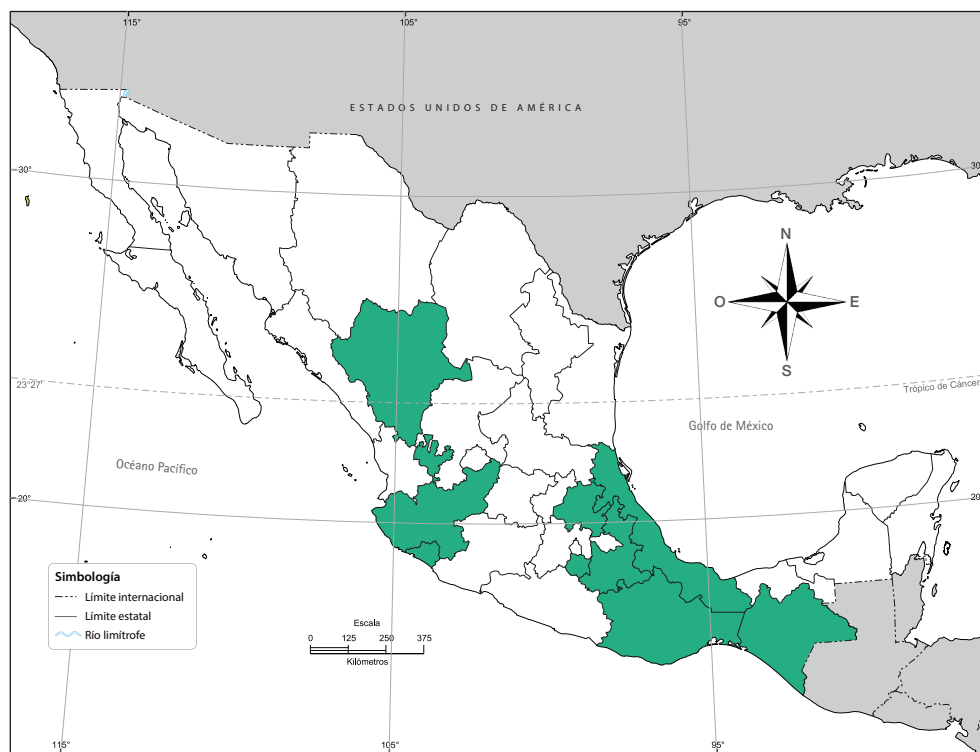 115°
105°
95°
ESTADOS UNIDOS DE AMÉRICA
30°
30°
N
O
E
S
23°27'
Trópico de Cáncer
Golfo de México
Océano Pacífico
20°
20°
Simbología
Límite internacional
Límite estatal
Río limítrofe
Escala
0 125 250 375
Kilómetros
115°
105°
95°